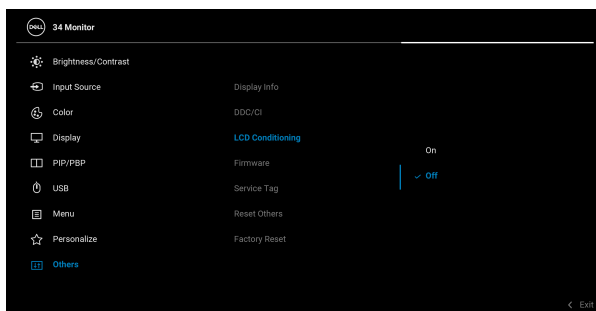 DELL 34 Monitor
Brightness/Contrast
Input Source
Color
Display
PIP/PBP
USB
Menu
Personalize
Others
Display Info
DDC/CI
LCD Conditioning
Firmware
Service Tag
Reset Others
Factory Reset
On
Off
Exit